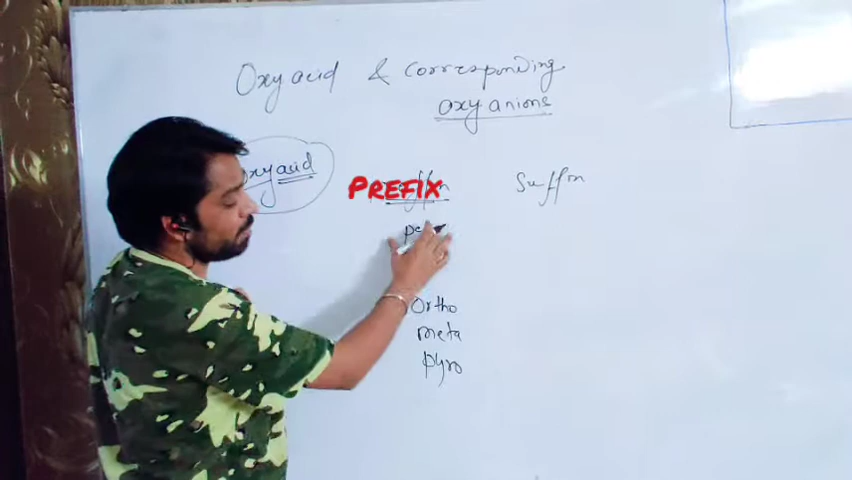 Oxyacid & corresponding
oxyanions
oxyacid
PREFIX Suffix
Ortho
meta
pyro